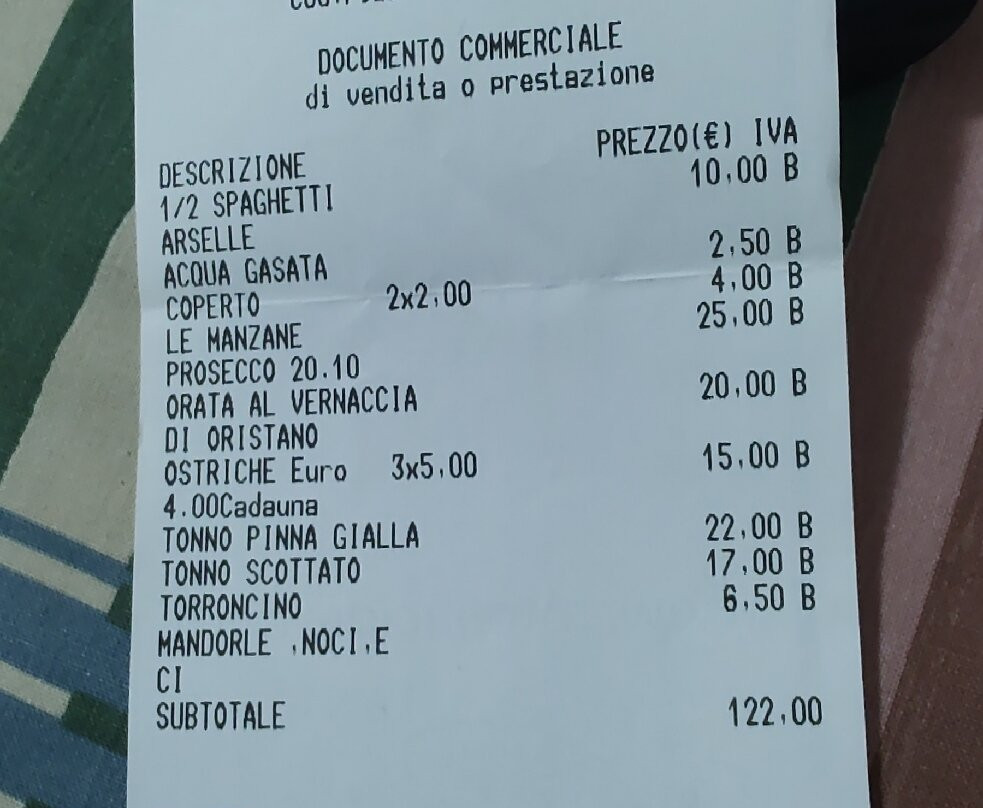 DOCUMENTO COMMERCIALE
di vendita o prestazione
DESCRIZIONE PREZZO(€) IVA
1/2 SPAGHETTI 10,00 B
ARSELLE
ACQUA GASATA 2,50 B
COPERTO 2x2,00 4,00 B
LE MANZANE 25,00 B
PROSECCO 20.10
ORATA AL VERNACCIA 20,00 B
DI ORISTANO
OSTRICHE Euro 3x5,00 15,00 B
4.00Cadauna
TONNO PINNA GIALLA 22,00 B
TONNO SCOTTATO 17,00 B
TORRONCINO 6,50 B
MANDORLE ,NOCI,E
CI
SUBTOTALE 122,00